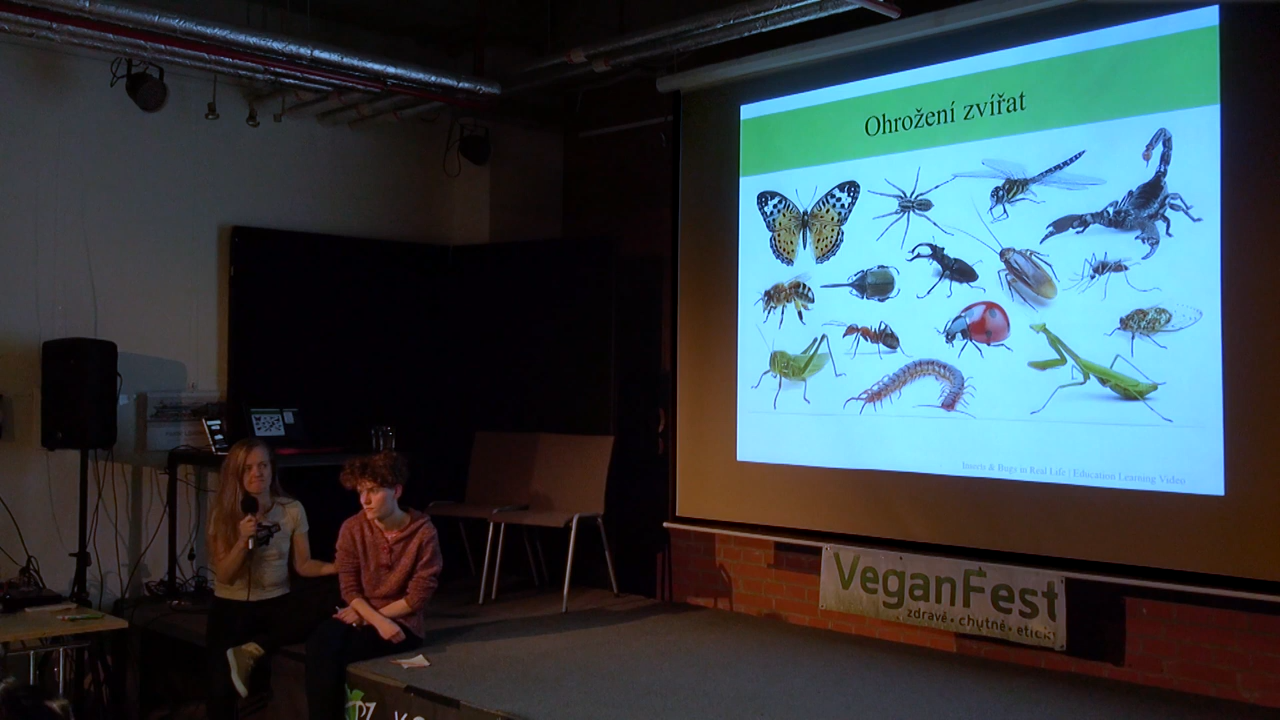 Ohrožení zvířat
Insects & Bugs in Real Life | Education Learning Video
VeganFest
zdravě • chutně • eticky